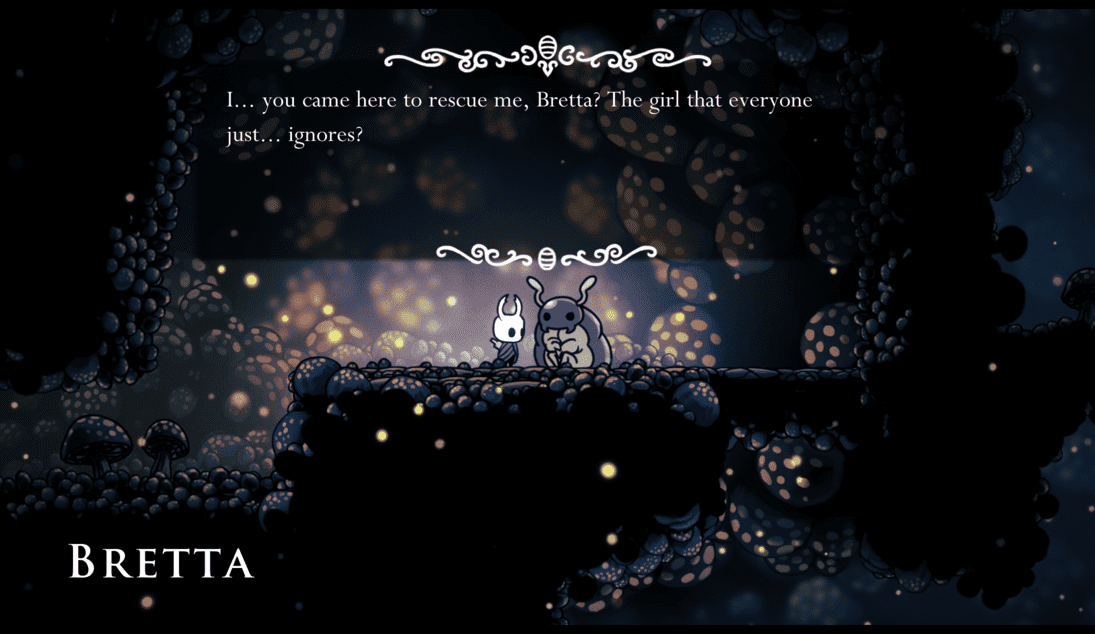 I… you came here to rescue me, Bretta? The girl that everyone
just… ignores?
BRETTA